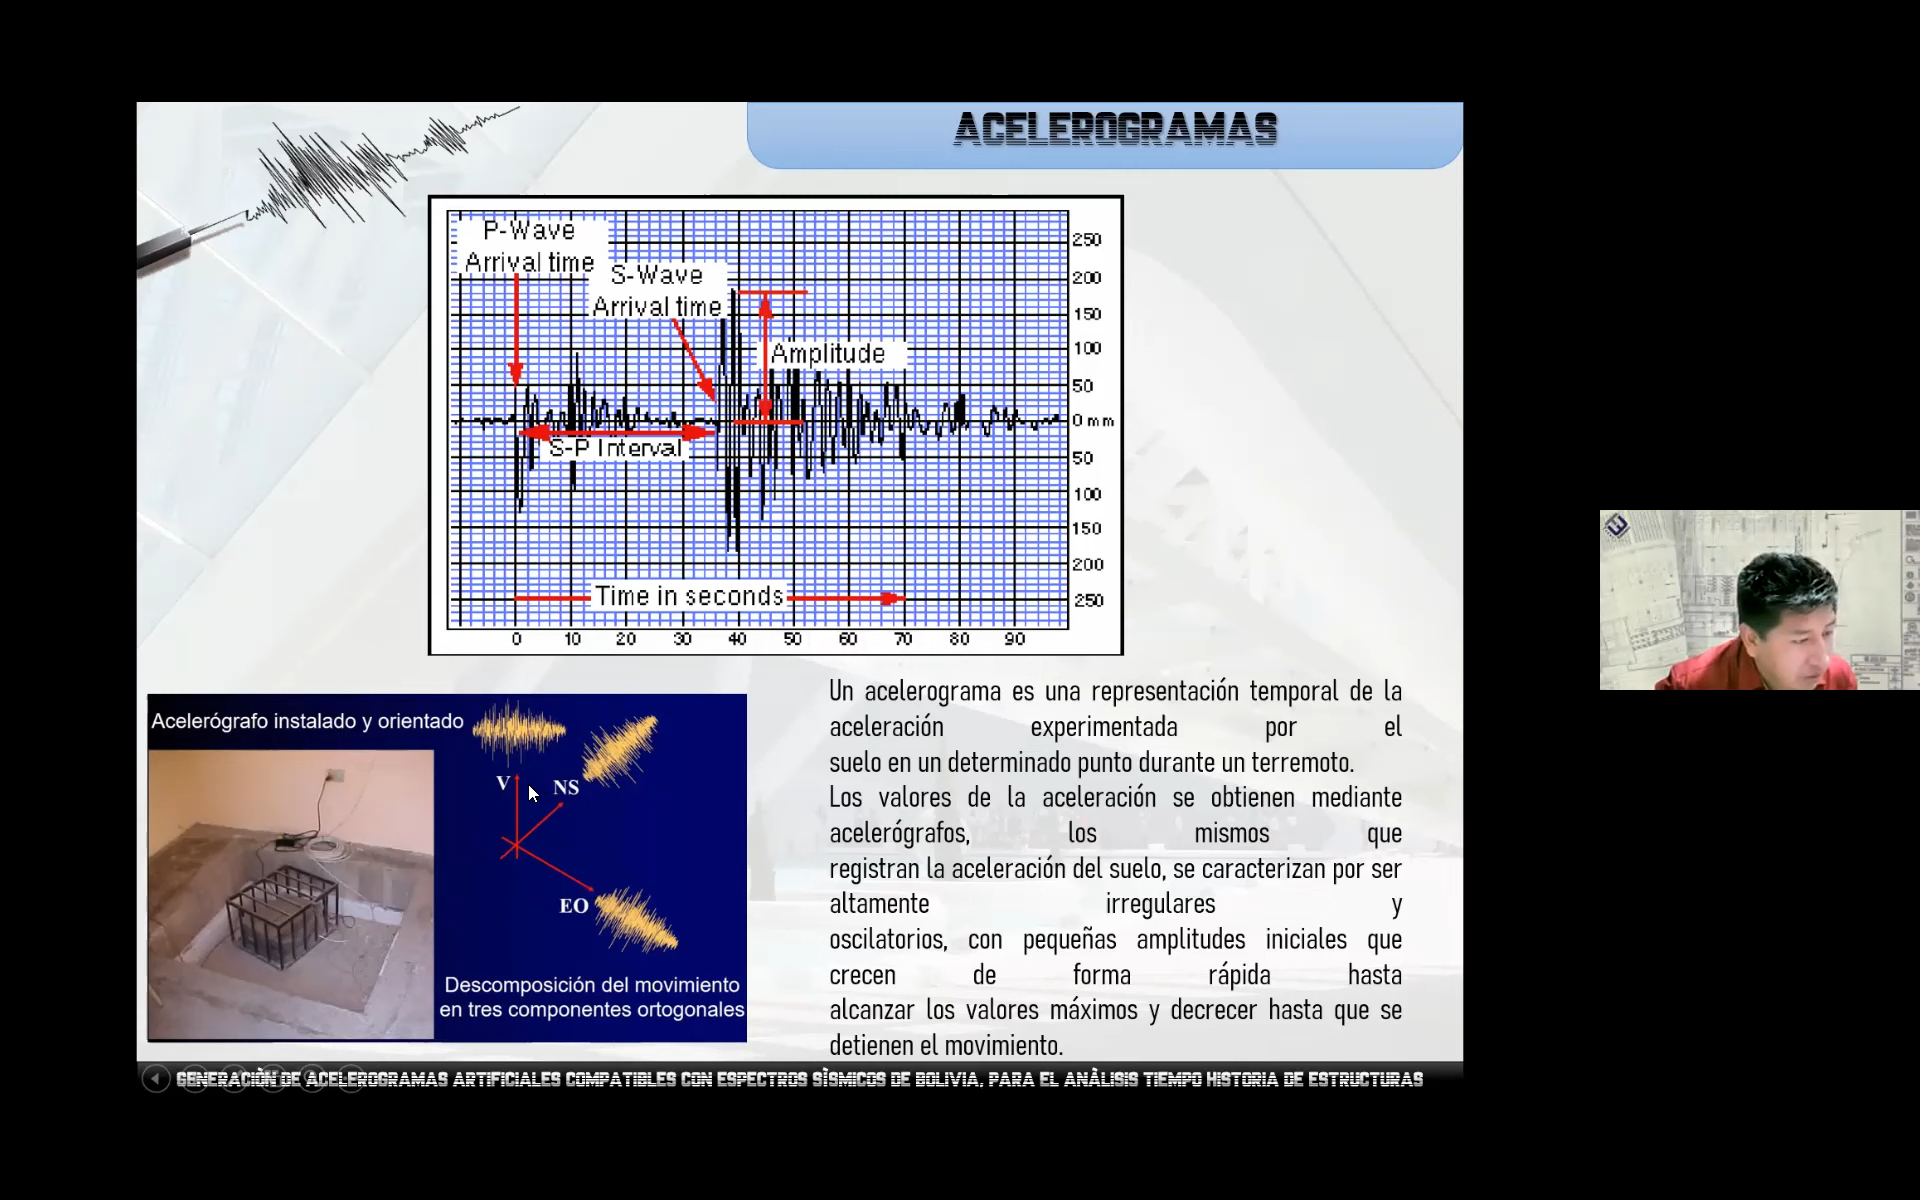 ACELEROGRAMAS
P-Wave
Arrival time
S-Wave
Arrival time
Amplitude
S-P Interval
Time in seconds
250
200
150
100
50
0 mm
50
100
150
200
250
0 10 20 30 40 50 60 70 80 90
Acelerógrafo instalado y orientado
V
NS
EO
Descomposición del movimiento
en tres componentes ortogonales
Un acelerograma es una representación temporal de la
aceleración experimentada por el
suelo en un determinado punto durante un terremoto.
Los valores de la aceleración se obtienen mediante
acelerógrafos, los mismos que
registran la aceleración del suelo, se caracterizan por ser
altamente irregulares y
oscilatorios, con pequeñas amplitudes iniciales que
crecen de forma rápida hasta
alcanzar los valores máximos y decrecer hasta que se
detienen el movimiento.
GENERACIÒN DE ACELEROGRAMAS ARTIFICIALES COMPATIBLES CON ESPECTROS SÌSMICOS DE BOLIVIA, PARA EL ANÀLISIS TIEMPO HISTORIA DE ESTRUCTURAS